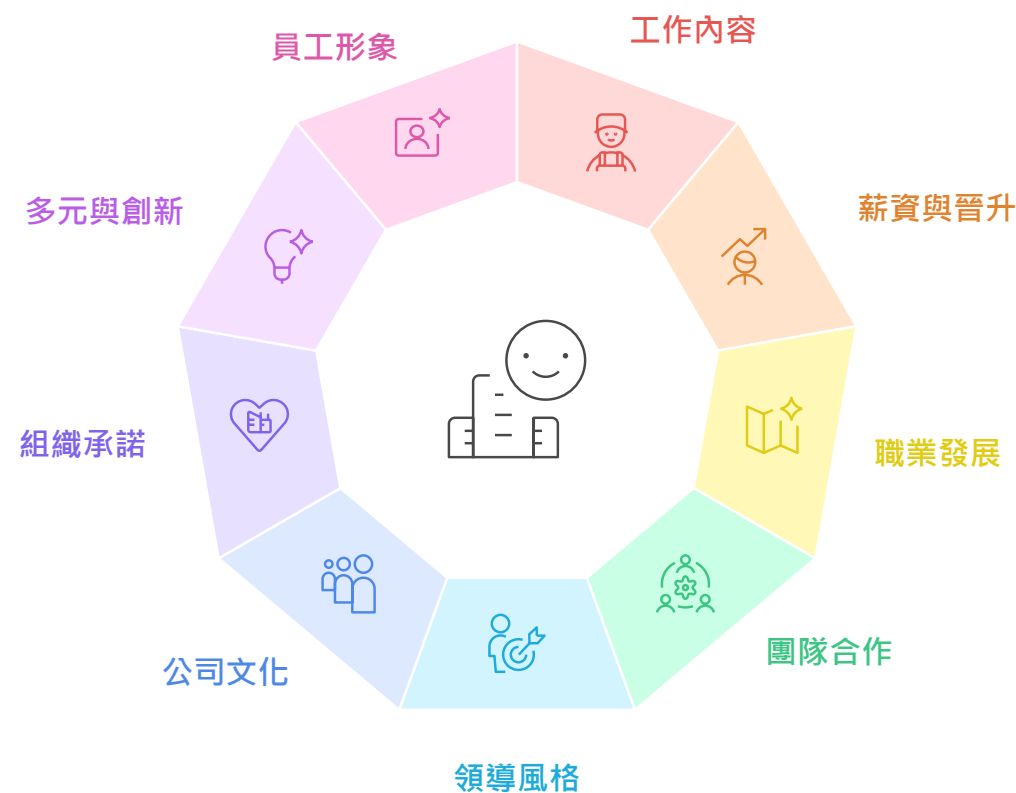 工作內容
員工形象
薪資與晉升
多元與創新
組織承諾
職業發展
團隊合作
公司文化
領導風格